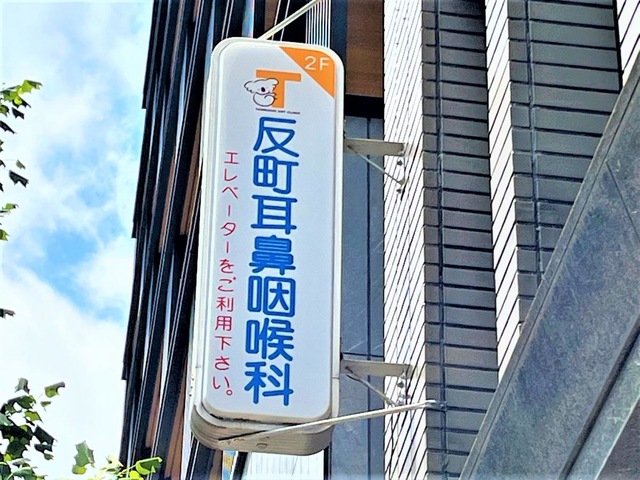 2F
T
反町耳鼻咽喉科
エレベーターをご利用下さい。